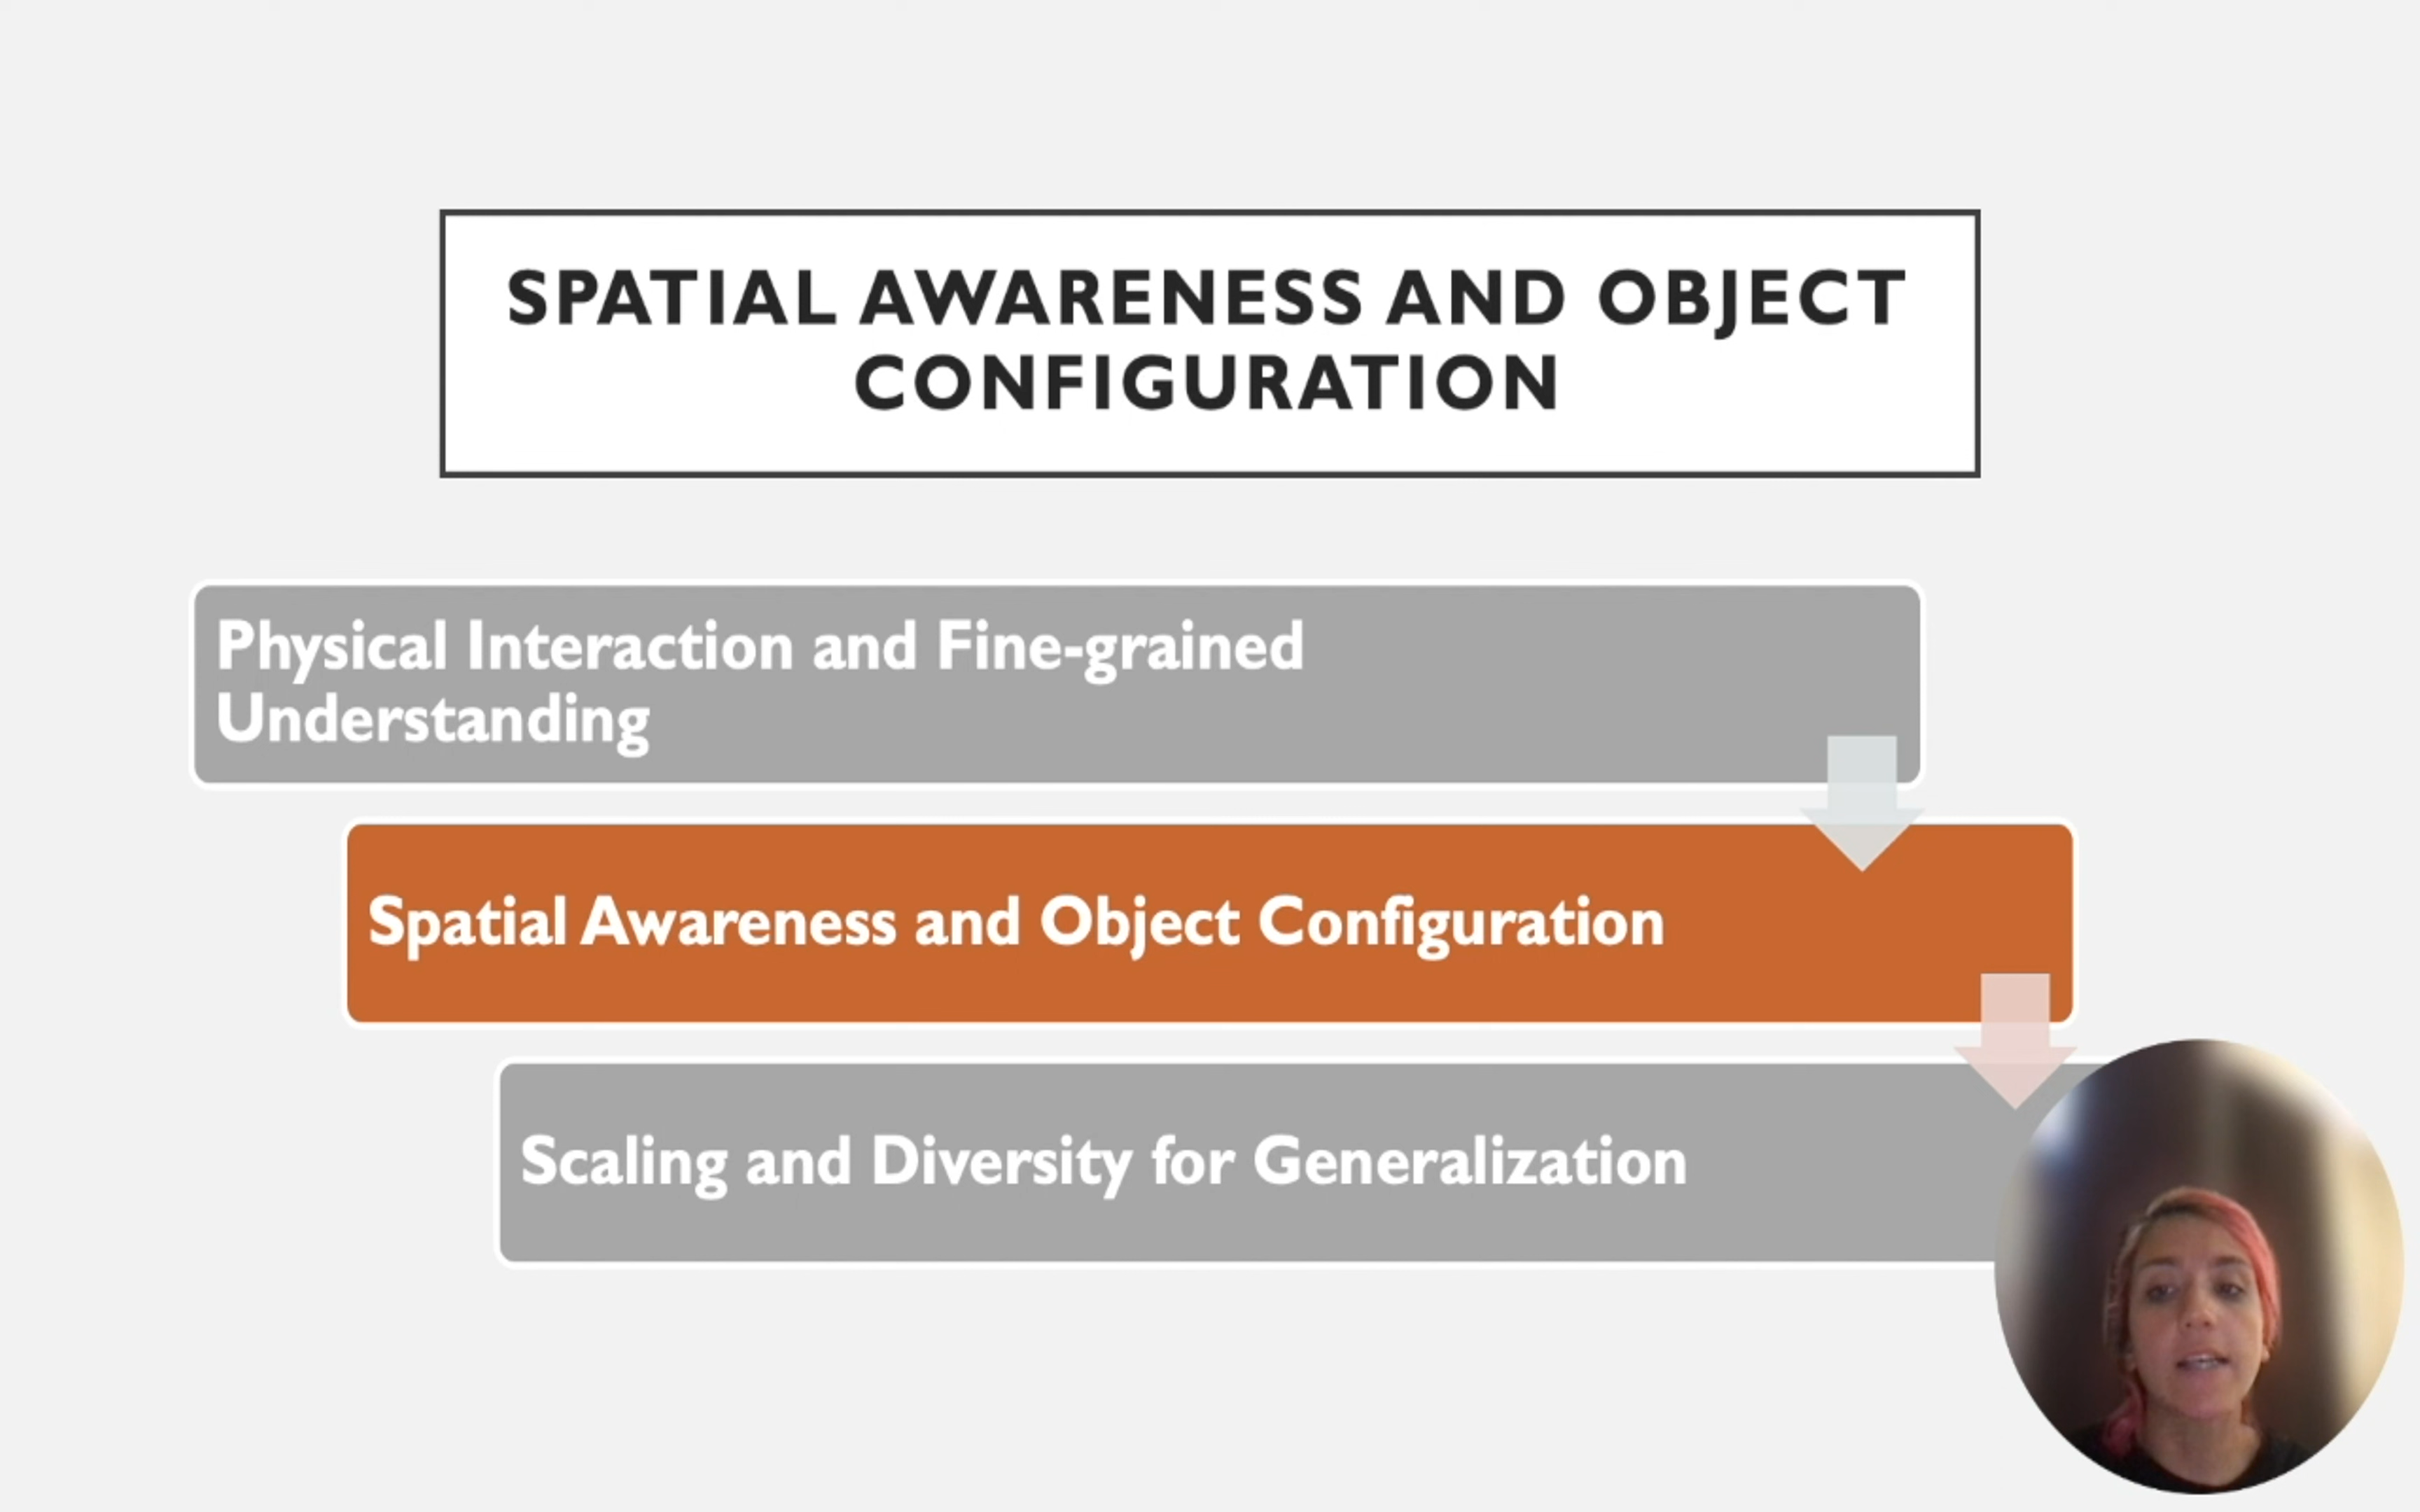 SPATIAL AWARENESS AND OBJECT
CONFIGURATION
Physical Interaction and Fine-grained
Understanding
Spatial Awareness and Object Configuration
Scaling and Diversity for Generalization